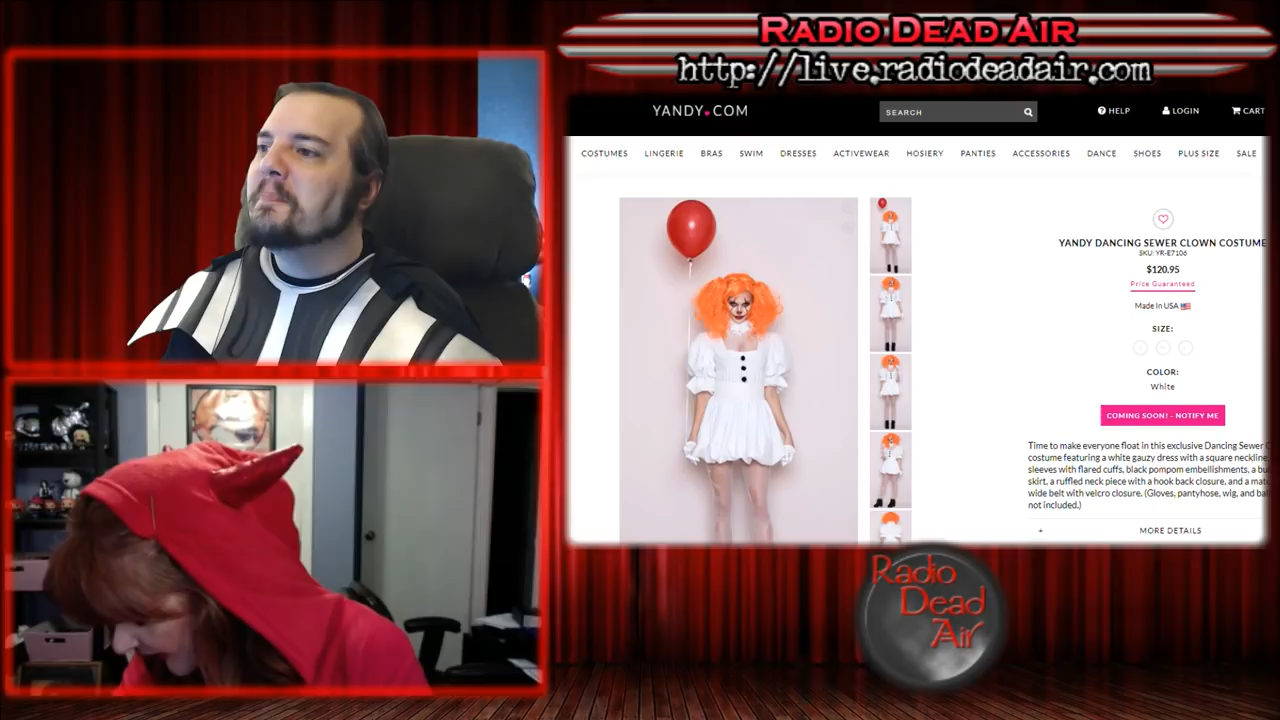 RADIO DEAD AIR
http://live.radiodeadair.com
YANDY.COM
SEARCH
HELP
LOGIN
CART
COSTUMES LINGERIE BRAS SWIM DRESSES ACTIVEWEAR HOSIERY PANTIES ACCESSORIES DANCE SHOES PLUS SIZE SALE
YANDY DANCING SEWER CLOWN COSTUME
SKU: YR-E7106
$120.95
Price Guaranteed
Made In USA
SIZE:
COLOR:
White
COMING SOON! - NOTIFY ME
Time to make everyone float in this exclusive Dancing Sewer
costume featuring a white gauzy dress with a square neckline,
sleeves with flared cuffs, black pompom embellishments, a
skirt, a ruffled neck piece with a hook back closure, and a
wide belt with velcro closure. (Gloves, pantyhose, wig, and
not included.)
+ MORE DETAILS
Radio
Dead
Air